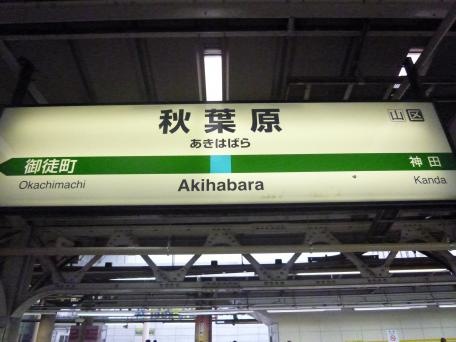 秋葉原
山区
あきはばら
御徒町
神田
Okachimachi
Akihabara
Kanda